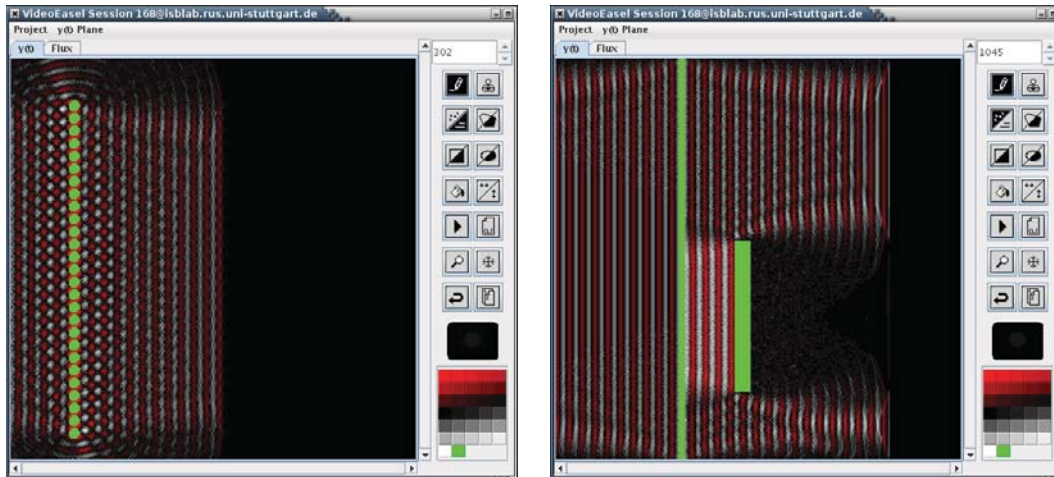 VideoEasel Session 168@isblab.rus.uni-stuttgart.de
Project y(t) Plane
y(t) Flux
302
VideoEasel Session 168@isblab.rus.uni-stuttgart.de
Project y(t) Plane
y(t) Flux
1045